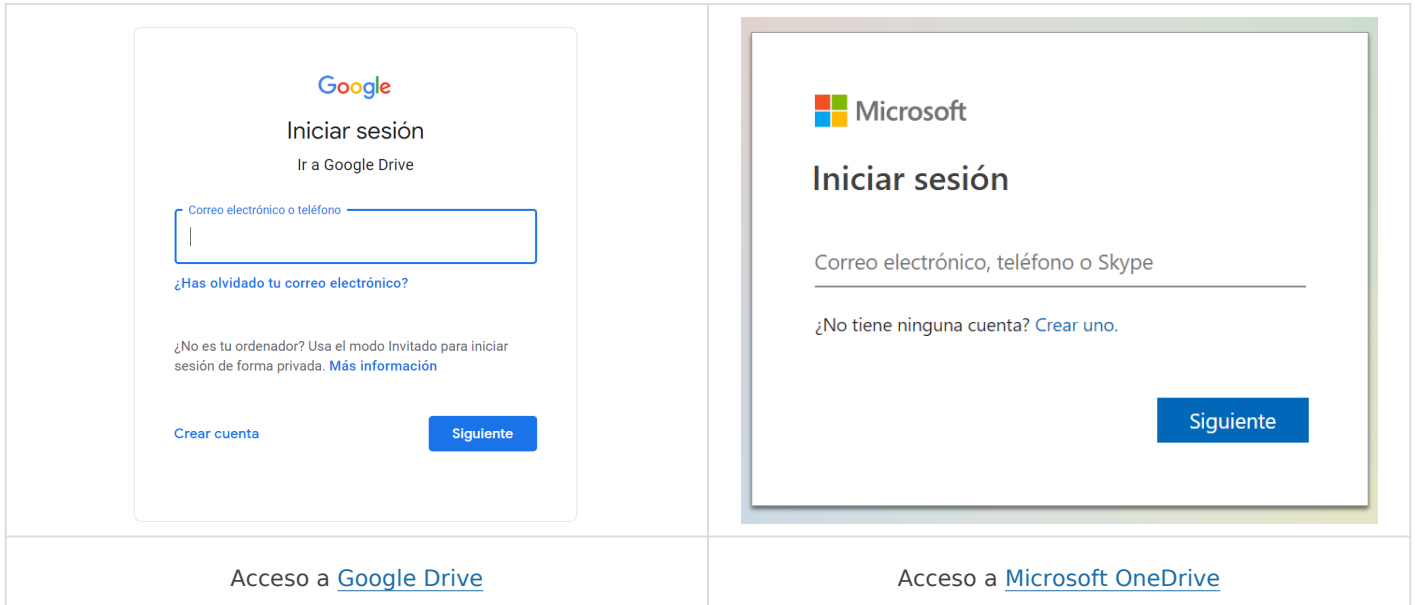 Google
Iniciar sesión
Ir a Google Drive
Correo electrónico o teléfono
¿Has olvidado tu correo electrónico?
¿No es tu ordenador? Usa el modo Invitado para iniciar
sesión de forma privada. Más información
Crear cuenta
Siguiente
Acceso a Google Drive
Microsoft
Iniciar sesión
Correo electrónico, teléfono o Skype
¿No tiene ninguna cuenta? Crear uno.
Siguiente
Acceso a Microsoft OneDrive